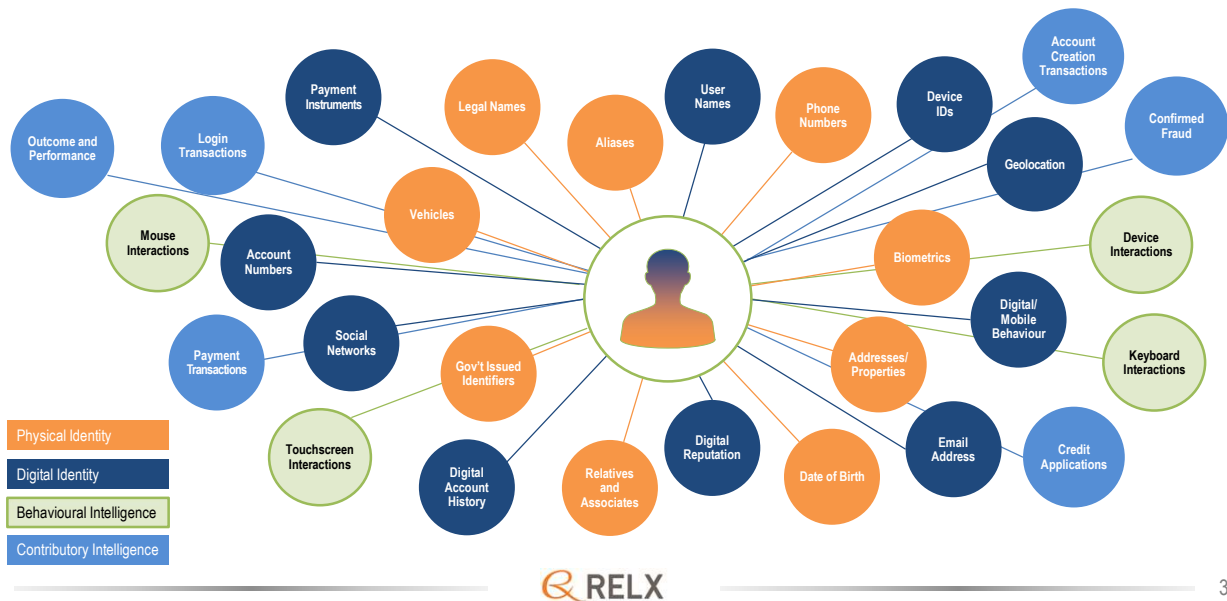 Payment
Instruments
Legal Names
Aliases
User
Names
Phone
Numbers
Device
IDs
Account
Creation
Transactions
Outcome and
Performance
Login
Transactions
Vehicles
Geolocation
Confirmed
Fraud
Mouse
Interactions
Account
Numbers
Biometrics
Device
Interactions
Payment
Transactions
Social
Networks
Gov't Issued
Identifiers
Addresses/
Properties
Digital/
Mobile
Behaviour
Keyboard
Interactions
Touchscreen
Interactions
Digital
Account
History
Relatives
and
Associates
Digital
Reputation
Date of Birth
Email
Address
Credit
Applications
Physical Identity
Digital Identity
Behavioural Intelligence
Contributory Intelligence
RELX
3